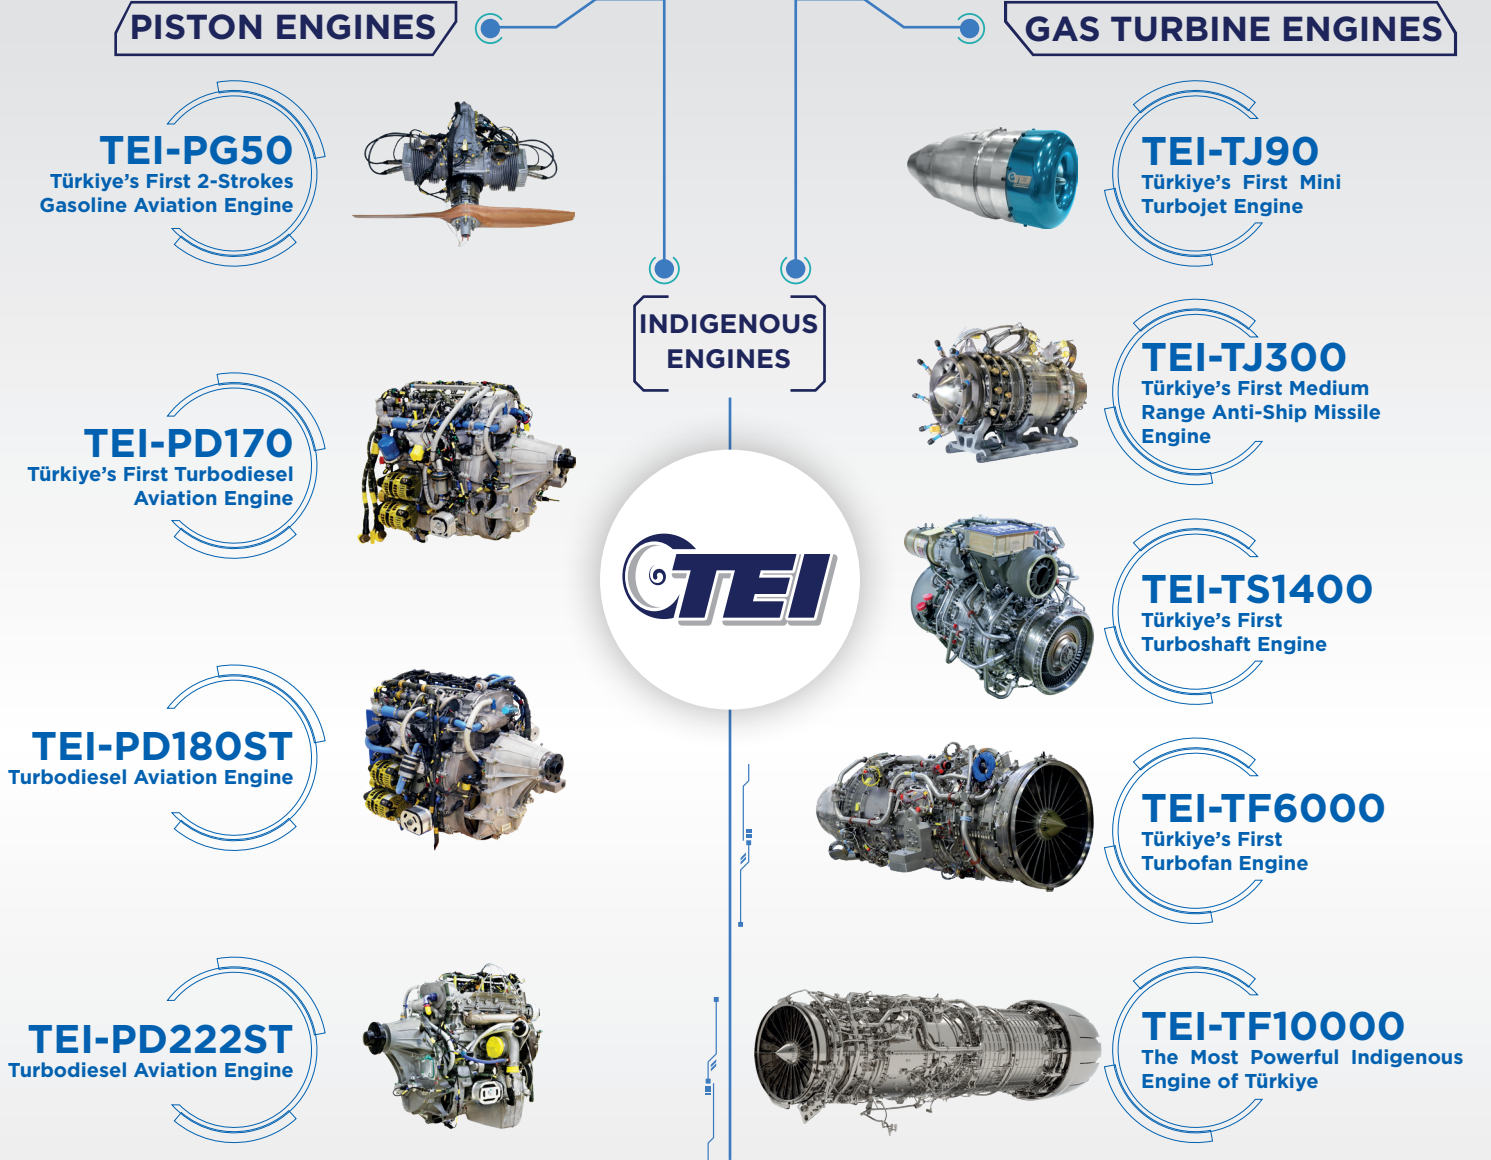 PISTON ENGINES
GAS TURBINE ENGINES
INDIGENOUS
ENGINES
TEI
TEI-PG50
Türkiye’s First 2-Strokes
Gasoline Aviation Engine
TEI-PD170
Türkiye’s First Turbodiesel
Aviation Engine
TEI-PD180ST
Turbodiesel Aviation Engine
TEI-PD222ST
Turbodiesel Aviation Engine
TEI
TEI-TJ90
Türkiye’s First Mini
Turbojet Engine
TEI-TJ300
Türkiye’s First Medium
Range Anti-Ship Missile
Engine
TEI-TS1400
Türkiye’s First
Turboshaft Engine
TEI-TF6000
Türkiye’s First
Turbofan Engine
TEI-TF10000
The Most Powerful Indigenous
Engine of Türkiye